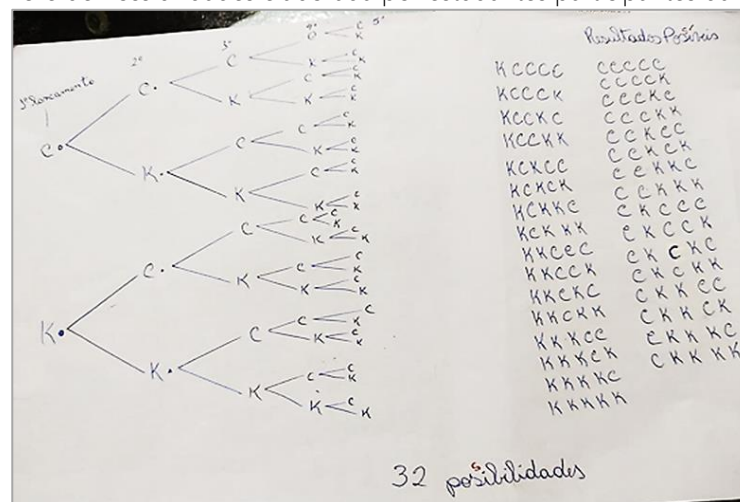 1º lançamento
2º
3º
4º
5º
C
K
C
K
C
K
C
K
C
K
C
K
C
K
C
K
C
K
C
K
C
K
C
K
C
K
C
K
C
K
C
K
C
K
C
K
C
K
C
K
C
K
C
K
C
K
C
K
C
K
C
K
C
K
C
K
C
K
C
K
C
K
Resultados Possíveis
KCCCC
KCCCK
KCCKC
KCCKK
KCKCC
KCKCK
KCKKC
KCKKK
KKCCC
KKCCK
KKCKC
KKCKK
KKKCC
KKKCK
KKKKC
KKKKK
CCCCC
CCCCK
CCCKC
CCCKK
CCKCC
CCKCK
CCKKC
CCKKK
CKCCC
CKCCK
CKCKC
CKCKK
CKKCC
CKKCK
CKKKC
CKKKK
32 possibilidades